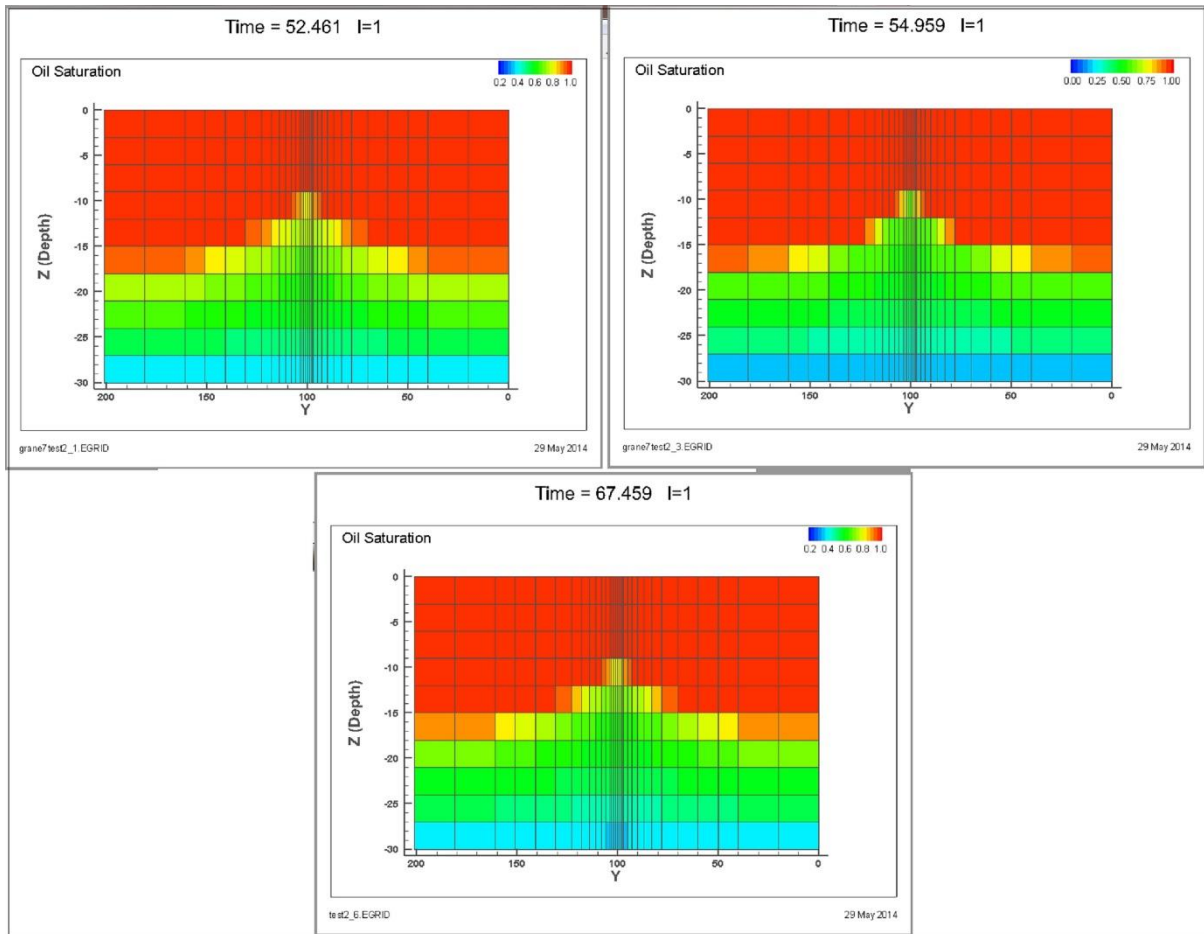 Time = 52.461 I=1
Oil Saturation
0.2 0.4 0.6 0.8 1.0
0
-5
-10
-15
-20
-25
-30
Z (Depth)
200 150 100 50 0
Y
grane7test2_1.EGRID 29 May 2014
Time = 54.959 I=1
Oil Saturation
0.00 0.25 0.50 0.75 1.00
0
-5
-10
-15
-20
-25
-30
Z (Depth)
200 150 100 50 0
Y
grane7test2_3.EGRID 29 May 2014
Time = 67.459 I=1
Oil Saturation
0.2 0.4 0.6 0.8 1.0
0
-5
-10
-15
-20
-25
-30
Z (Depth)
200 150 100 50 0
Y
test2_6.EGRID 29 May 2014